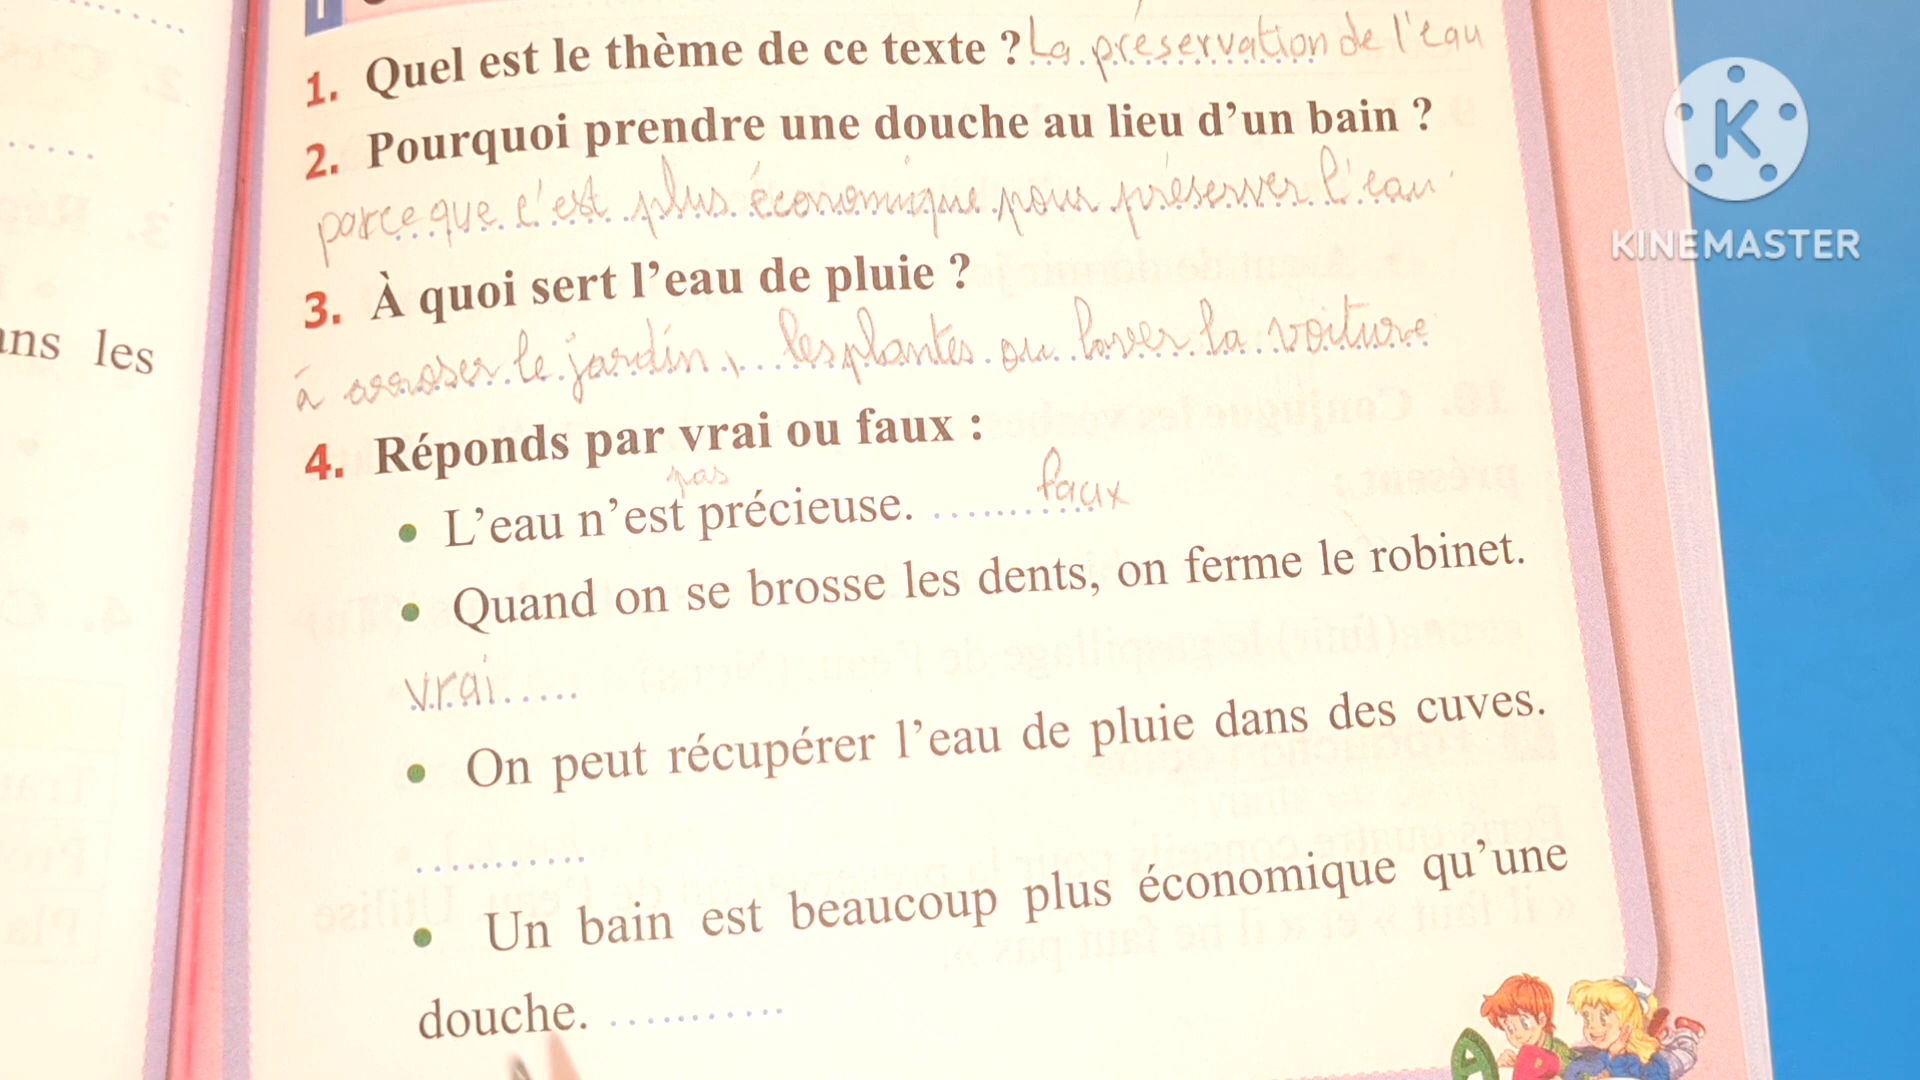 1. Quel est le thème de ce texte ? La préservation de l'eau
2. Pourquoi prendre une douche au lieu d'un bain ?
parce que c'est plus économique pour préserver l'eau
3. À quoi sert l'eau de pluie ?
à arroser le jardin, les plantes ou laver la voiture
4. Réponds par vrai ou faux :
pas
• L'eau n'est précieuse. ........... faux
• Quand on se brosse les dents, on ferme le robinet.
vrai.....
• On peut récupérer l'eau de pluie dans des cuves.
...........
• Un bain est beaucoup plus économique qu'une
douche. ...........
ans les
K
KINEMASTER